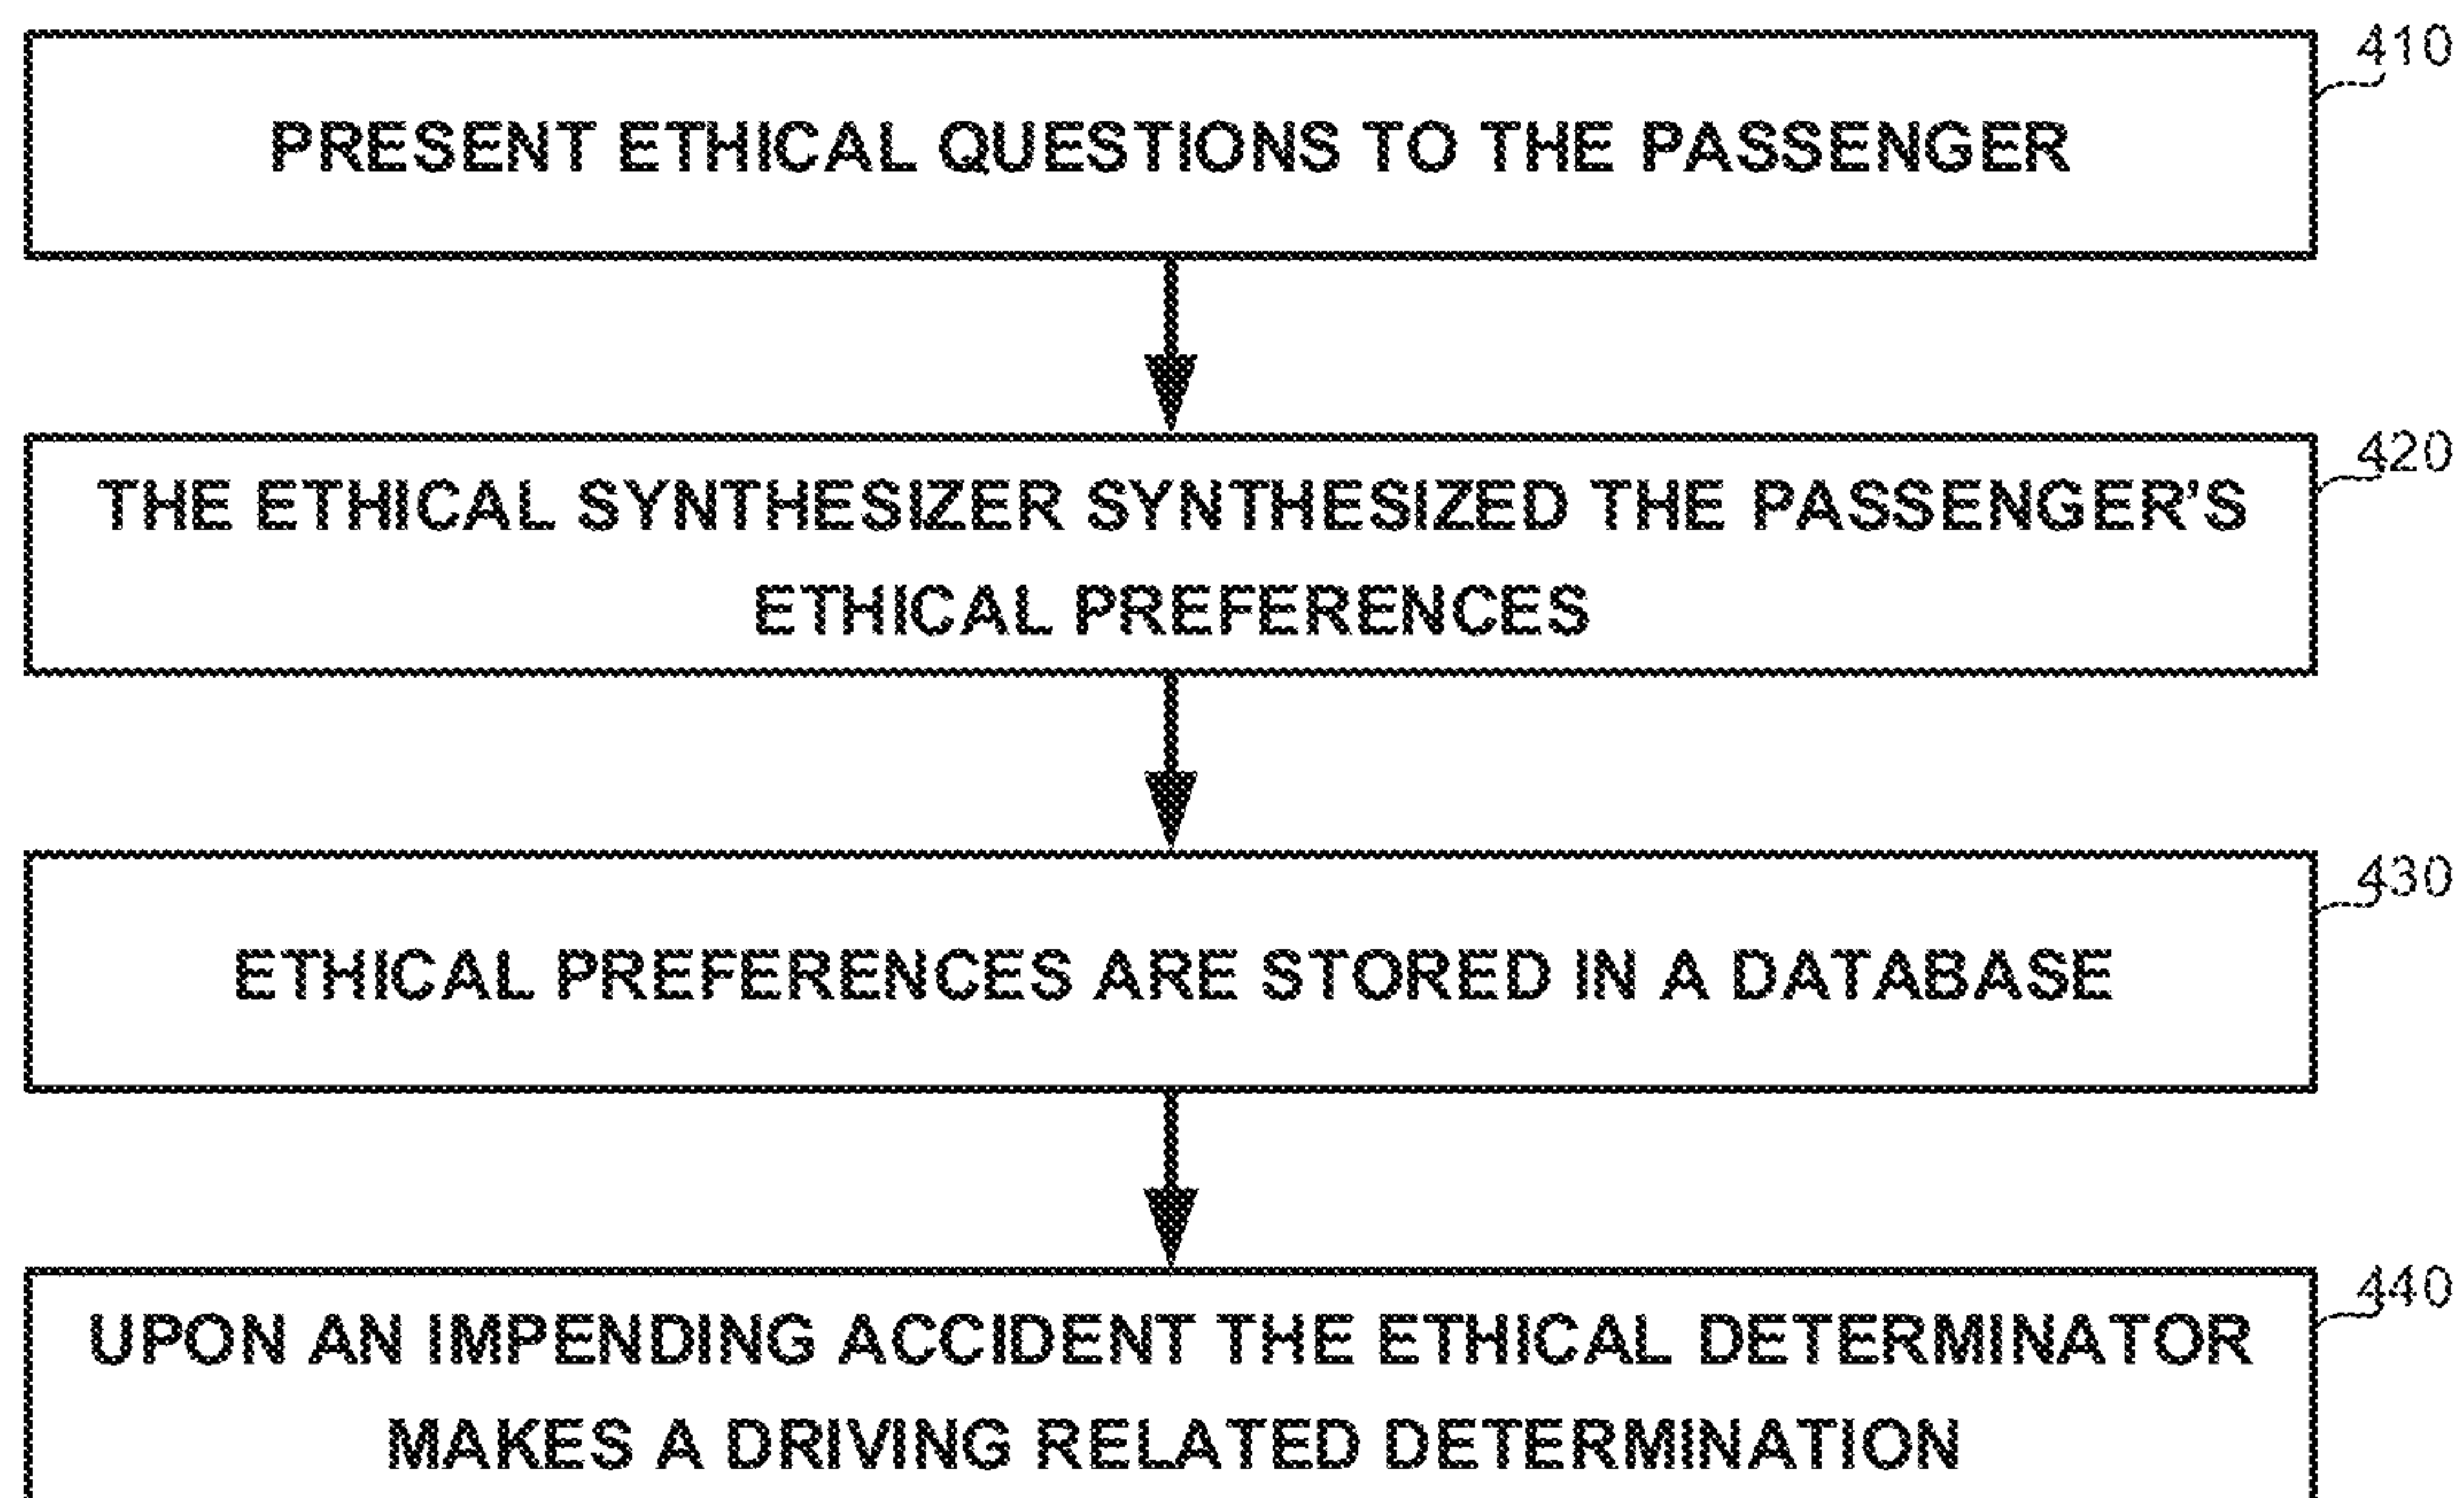 410
PRESENT ETHICAL QUESTIONS TO THE PASSENGER
420
THE ETHICAL SYNTHESIZER SYNTHESIZED THE PASSENGER’S
ETHICAL PREFERENCES
430
ETHICAL PREFERENCES ARE STORED IN A DATABASE
440
UPON AN IMPENDING ACCIDENT THE ETHICAL DETERMINATOR
MAKES A DRIVING RELATED DETERMINATION